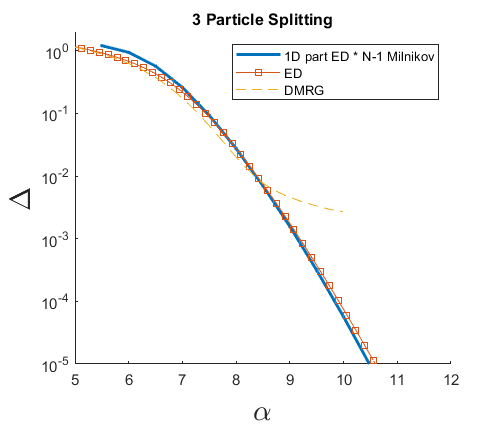 3 Particle Splitting
1D part ED * N-1 Milnikov
ED
DMRG
10^0
10^-1
10^-2
10^-3
10^-4
10^-5
Δ
5 6 7 8 9 10 11 12
α